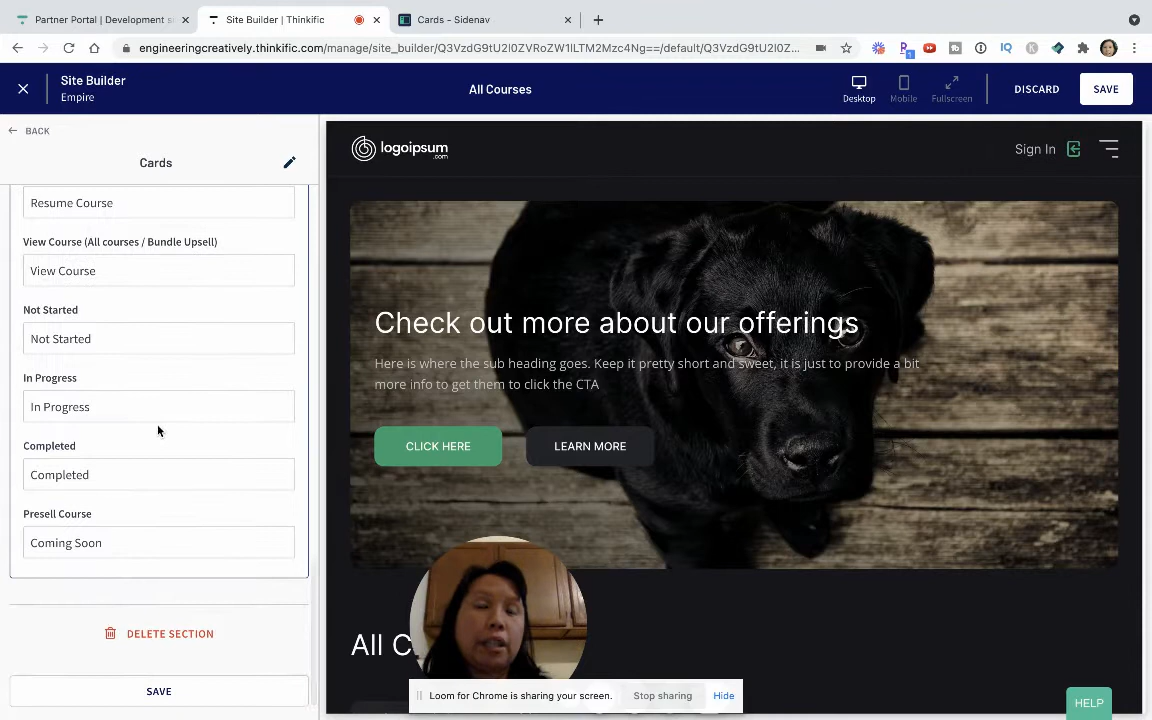 Partner Portal | Development s
Site Builder | Thinkific
Cards - Sidenav
engineeringcreatively.thinkific.com/manage/site_builder/Q3VzdG9tU2l0ZVRoZW1lLTM2Mzc4Ng==/default/Q3VzdG9tU2l0Z...
Site Builder
Empire
All Courses
Desktop
Mobile
Fullscreen
DISCARD
SAVE
BACK
Cards
Resume Course
View Course (All courses / Bundle Upsell)
View Course
Not Started
Not Started
In Progress
In Progress
Completed
Completed
Presell Course
Coming Soon
DELETE SECTION
SAVE
logoipsum
.com
Sign In
Check out more about our offerings
Here is where the sub heading goes. Keep it pretty short and sweet, it is just to provide a bit
more info to get them to click the CTA
CLICK HERE
LEARN MORE
All C
Loom for Chrome is sharing your screen.
Stop sharing
Hide
HELP